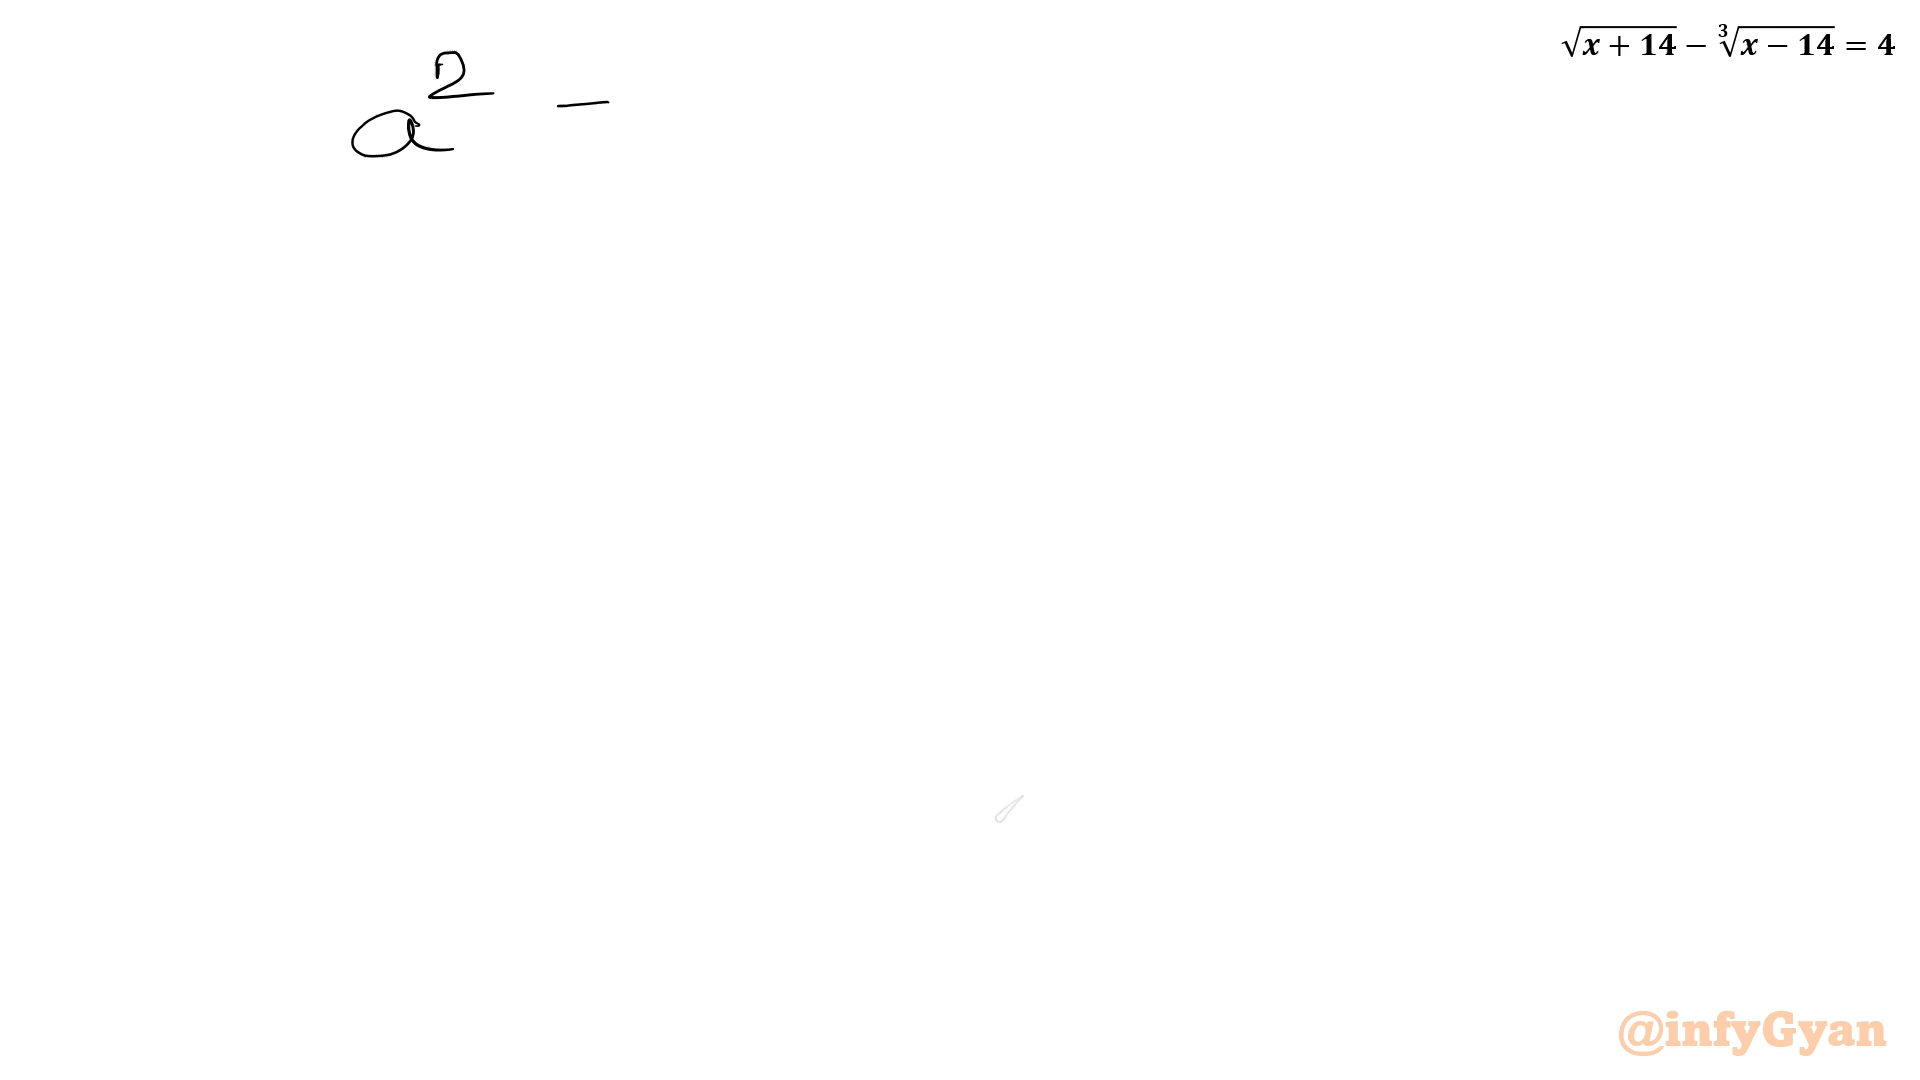 √(x + 14) − ∛(x − 14) = 4
a² −
@infyGyan